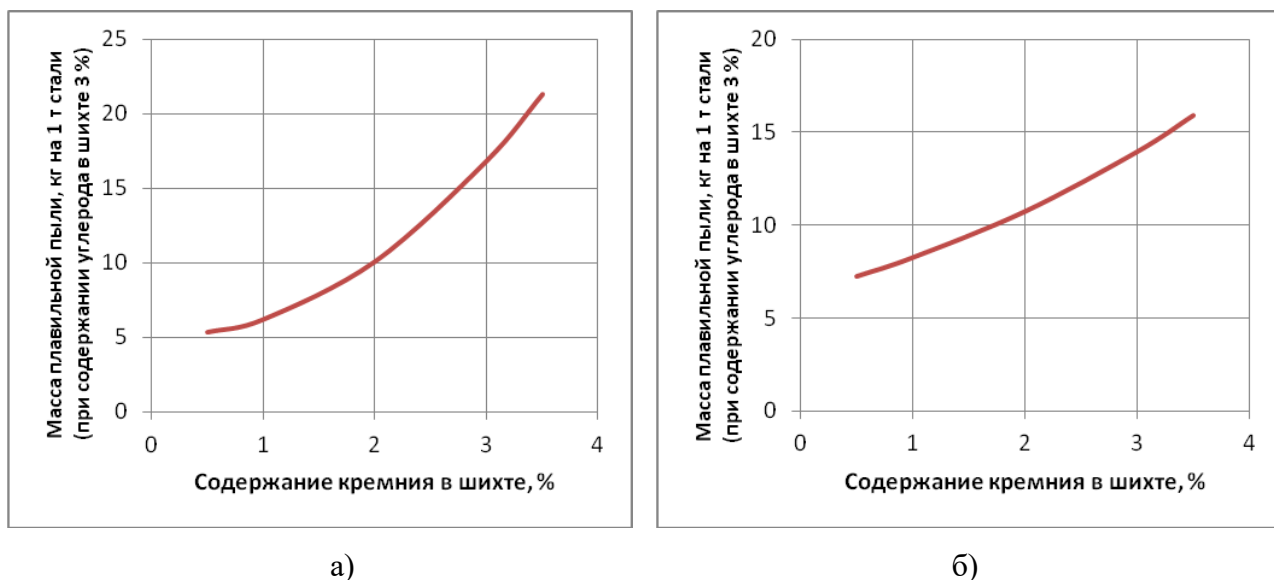 Масса плавильной пыли, кг на 1 т стали
(при содержании углерода в шихте 3 %)
25
20
15
10
5
0
0 1 2 3 4
Содержание кремния в шихте, %
а)
Масса плавильной пыли, кг на 1 т стали
(при содержании углерода в шихте 3 %)
20
15
10
5
0
0 1 2 3 4
Содержание кремния в шихте, %
б)